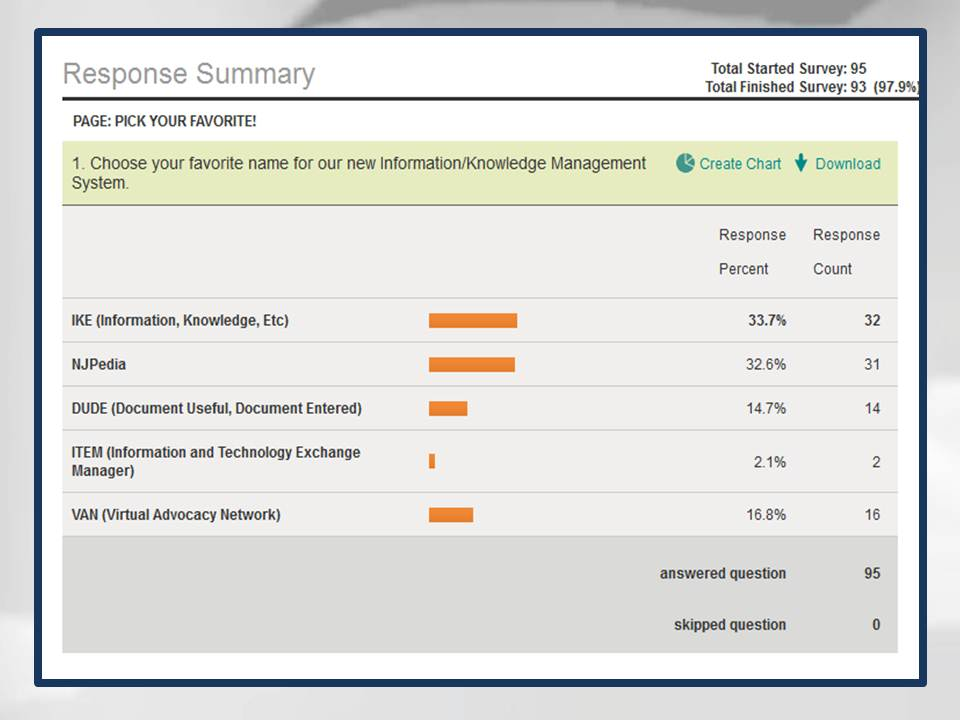 Response Summary
Total Started Survey: 95
Total Finished Survey: 93 (97.9%)
PAGE: PICK YOUR FAVORITE!
1. Choose your favorite name for our new Information/Knowledge Management
System.
Create Chart Download
Response Response
Percent Count
IKE (Information, Knowledge, Etc) 33.7% 32
NJPedia 32.6% 31
DUDE (Document Useful, Document Entered) 14.7% 14
ITEM (Information and Technology Exchange
Manager) 2.1% 2
VAN (Virtual Advocacy Network) 16.8% 16
answered question 95
skipped question 0